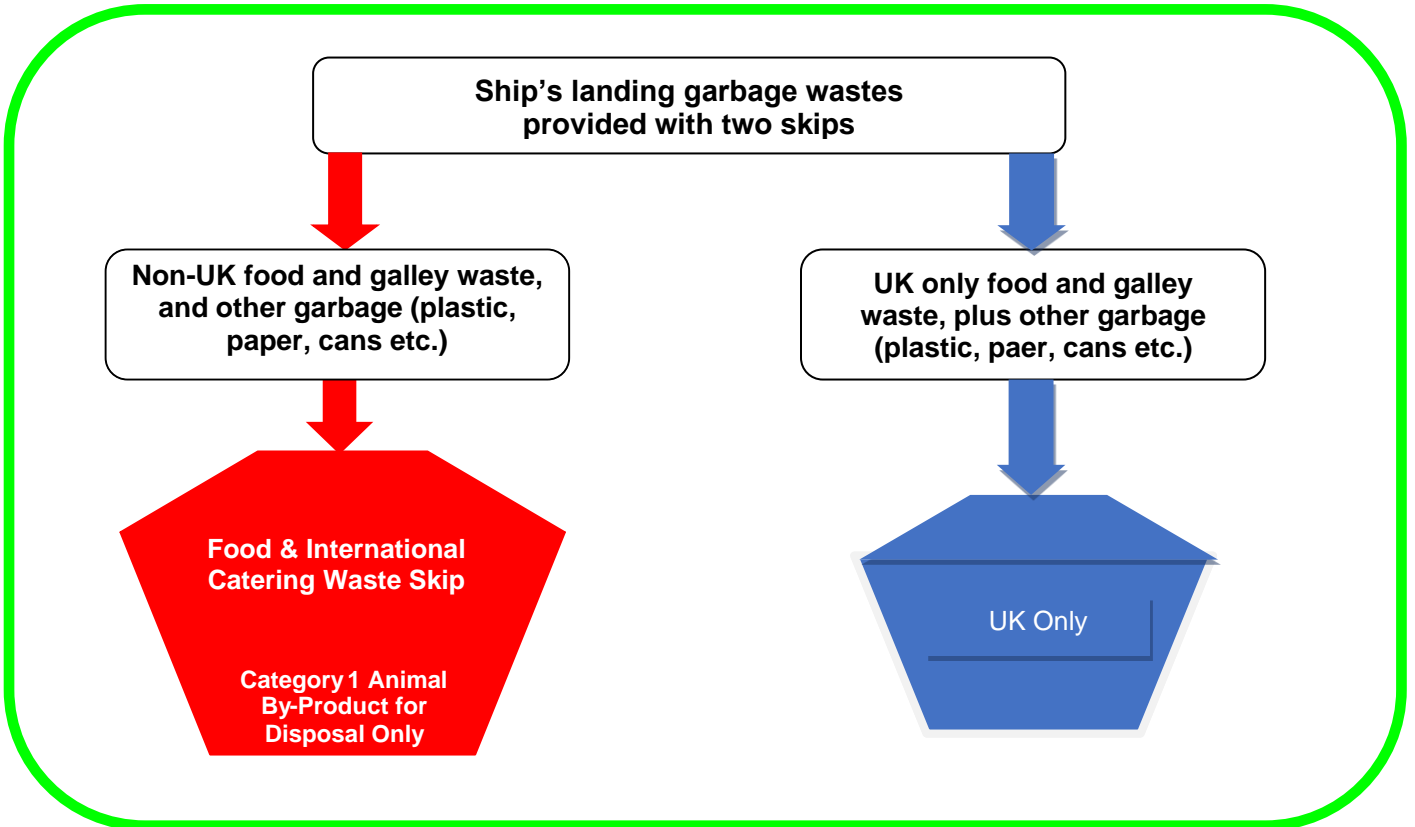 Ship’s landing garbage wastes
provided with two skips
Non-UK food and galley waste,
and other garbage (plastic,
paper, cans etc.)
UK only food and galley
waste, plus other garbage
(plastic, paer, cans etc.)
Food & International
Catering Waste Skip
Category 1 Animal
By-Product for
Disposal Only
UK Only